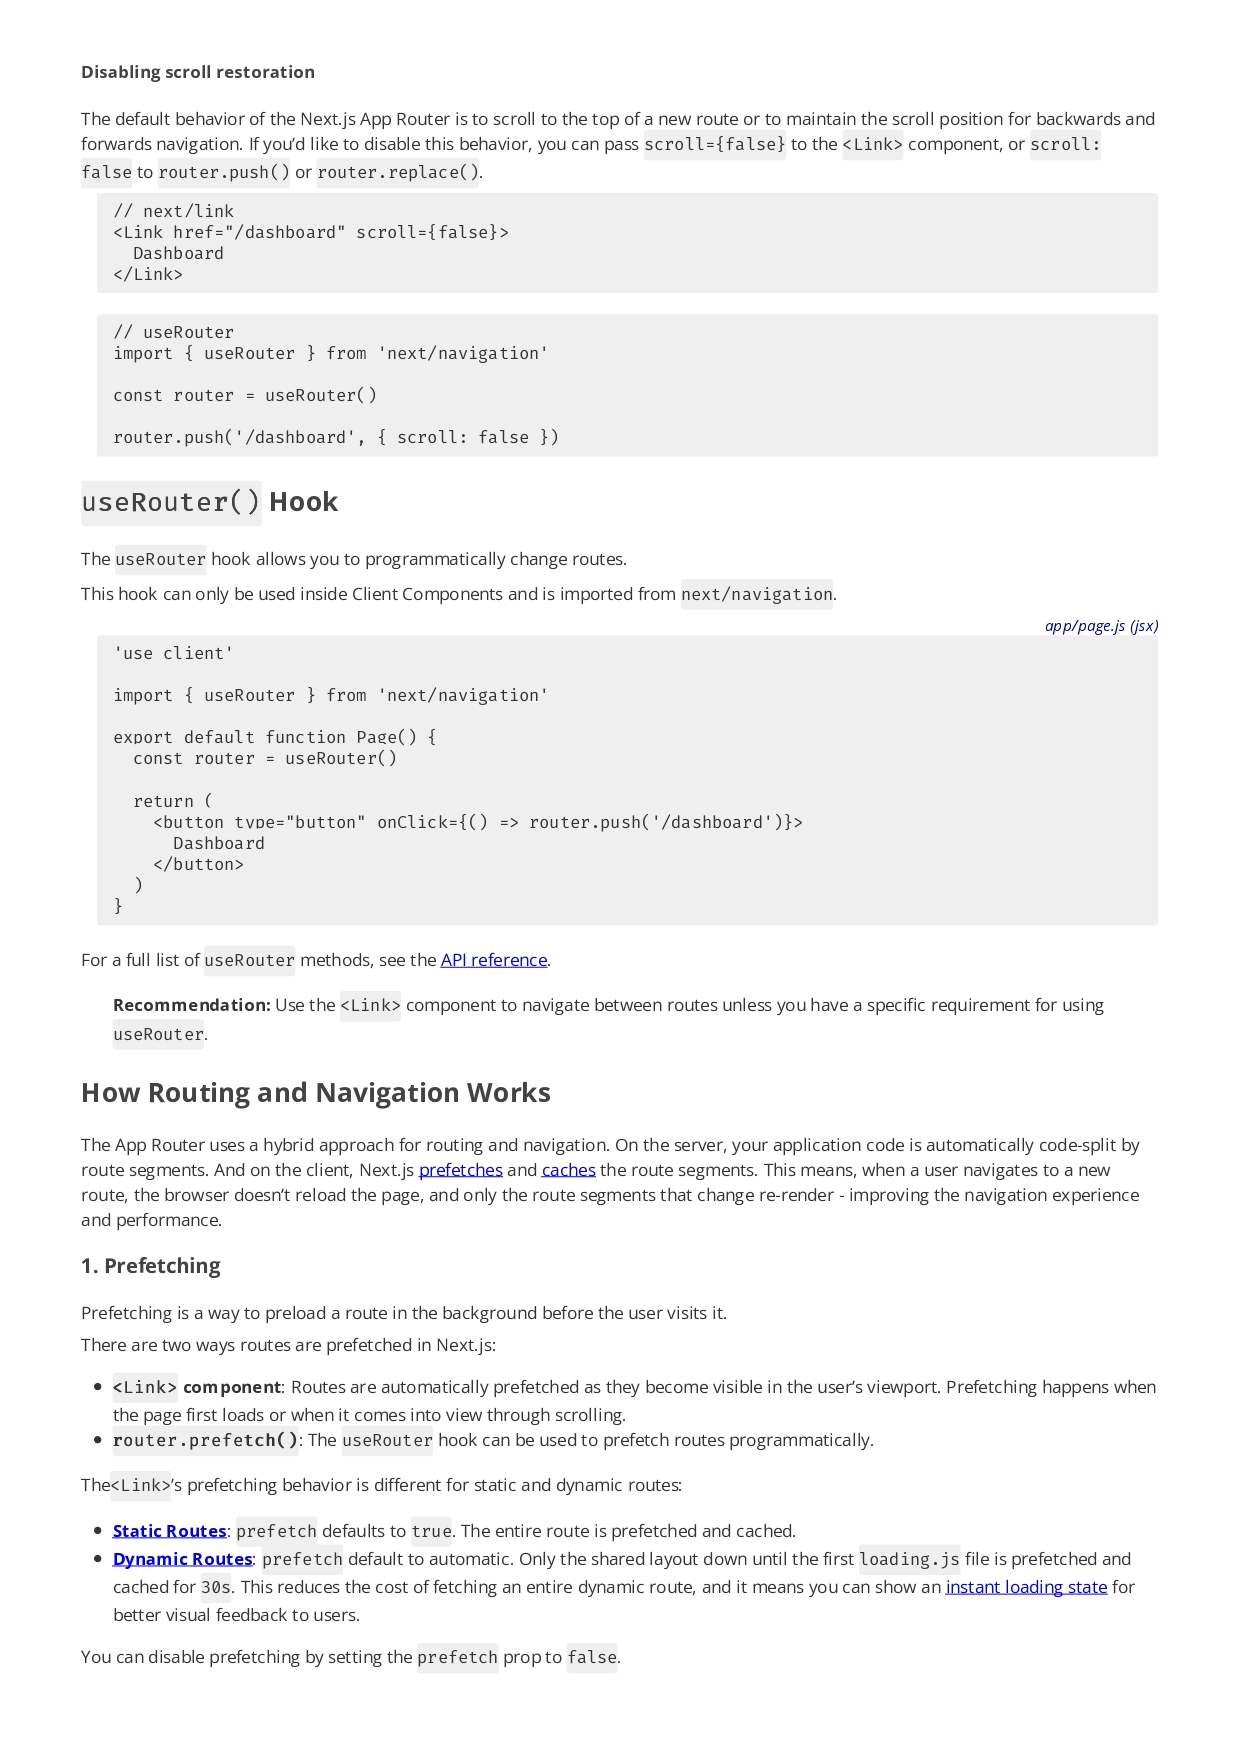 Disabling scroll restoration
The default behavior of the Next.js App Router is to scroll to the top of a new route or to maintain the scroll position for backwards and
forwards navigation. If you’d like to disable this behavior, you can pass scroll={false} to the <Link> component, or scroll:
false to router.push() or router.replace().
// next/link
<Link href="/dashboard" scroll={false}>
  Dashboard
</Link>
// useRouter
import { useRouter } from 'next/navigation'
const router = useRouter()
router.push('/dashboard', { scroll: false })
useRouter() Hook
The useRouter hook allows you to programmatically change routes.
This hook can only be used inside Client Components and is imported from next/navigation.
app/page.js (jsx)
'use client'
import { useRouter } from 'next/navigation'
export default function Page() {
  const router = useRouter()
  return (
    <button type="button" onClick={() => router.push('/dashboard')}>
      Dashboard
    </button>
  )
}
For a full list of useRouter methods, see the API reference.
Recommendation: Use the <Link> component to navigate between routes unless you have a specific requirement for using
useRouter.
How Routing and Navigation Works
The App Router uses a hybrid approach for routing and navigation. On the server, your application code is automatically code-split by
route segments. And on the client, Next.js prefetches and caches the route segments. This means, when a user navigates to a new
route, the browser doesn’t reload the page, and only the route segments that change re-render - improving the navigation experience
and performance.
1. Prefetching
Prefetching is a way to preload a route in the background before the user visits it.
There are two ways routes are prefetched in Next.js:
• <Link> component: Routes are automatically prefetched as they become visible in the user’s viewport. Prefetching happens when
the page first loads or when it comes into view through scrolling.
• router.prefetch(): The useRouter hook can be used to prefetch routes programmatically.
The<Link>’s prefetching behavior is different for static and dynamic routes:
• Static Routes: prefetch defaults to true. The entire route is prefetched and cached.
• Dynamic Routes: prefetch default to automatic. Only the shared layout down until the first loading.js file is prefetched and
cached for 30s. This reduces the cost of fetching an entire dynamic route, and it means you can show an instant loading state for
better visual feedback to users.
You can disable prefetching by setting the prefetch prop to false.